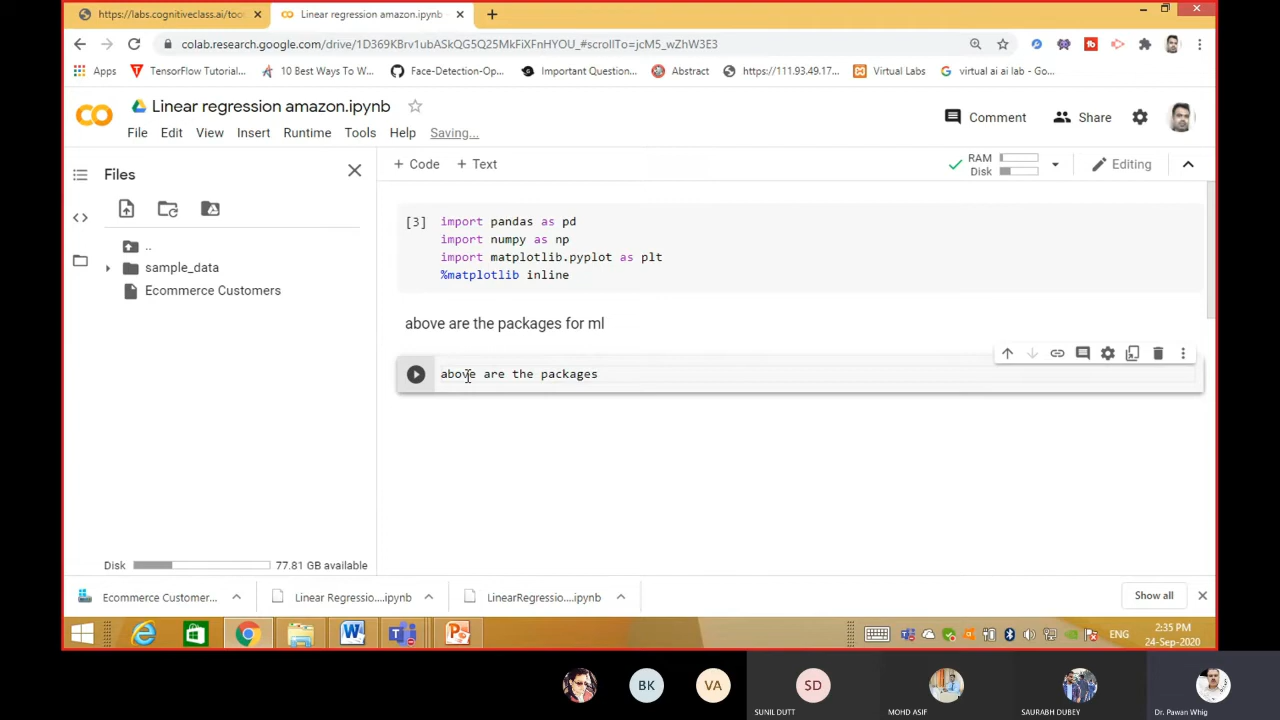 https://labs.cognitiveclass.ai/too
Linear regression amazon.ipynb
colab.research.google.com/drive/1D369KBrv1ubASkQG5Q25MkFiXFnHYOU_#scrollTo=jcM5_wZhW3E3
Apps
TensorFlow Tutorial...
10 Best Ways To W...
Face-Detection-Op...
Important Question...
Abstract
https://111.93.49.17...
Virtual Labs
virtual ai ai lab - Go...
Linear regression amazon.ipynb
File Edit View Insert Runtime Tools Help Saving...
Comment
Share
Files
+ Code + Text
RAM
Disk
Editing
..
sample_data
Ecommerce Customers
[3] import pandas as pd
import numpy as np
import matplotlib.pyplot as plt
%matplotlib inline
above are the packages for ml
above are the packages
Disk 77.81 GB available
Ecommerce Customer....
Linear Regressio....ipynb
LinearRegressio....ipynb
Show all
ENG
2:35 PM
24-Sep-2020
BK
VA
SD
SUNIL DUTT
MOHD ASIF
SAURABH DUBEY
Dr. Pawan Whig